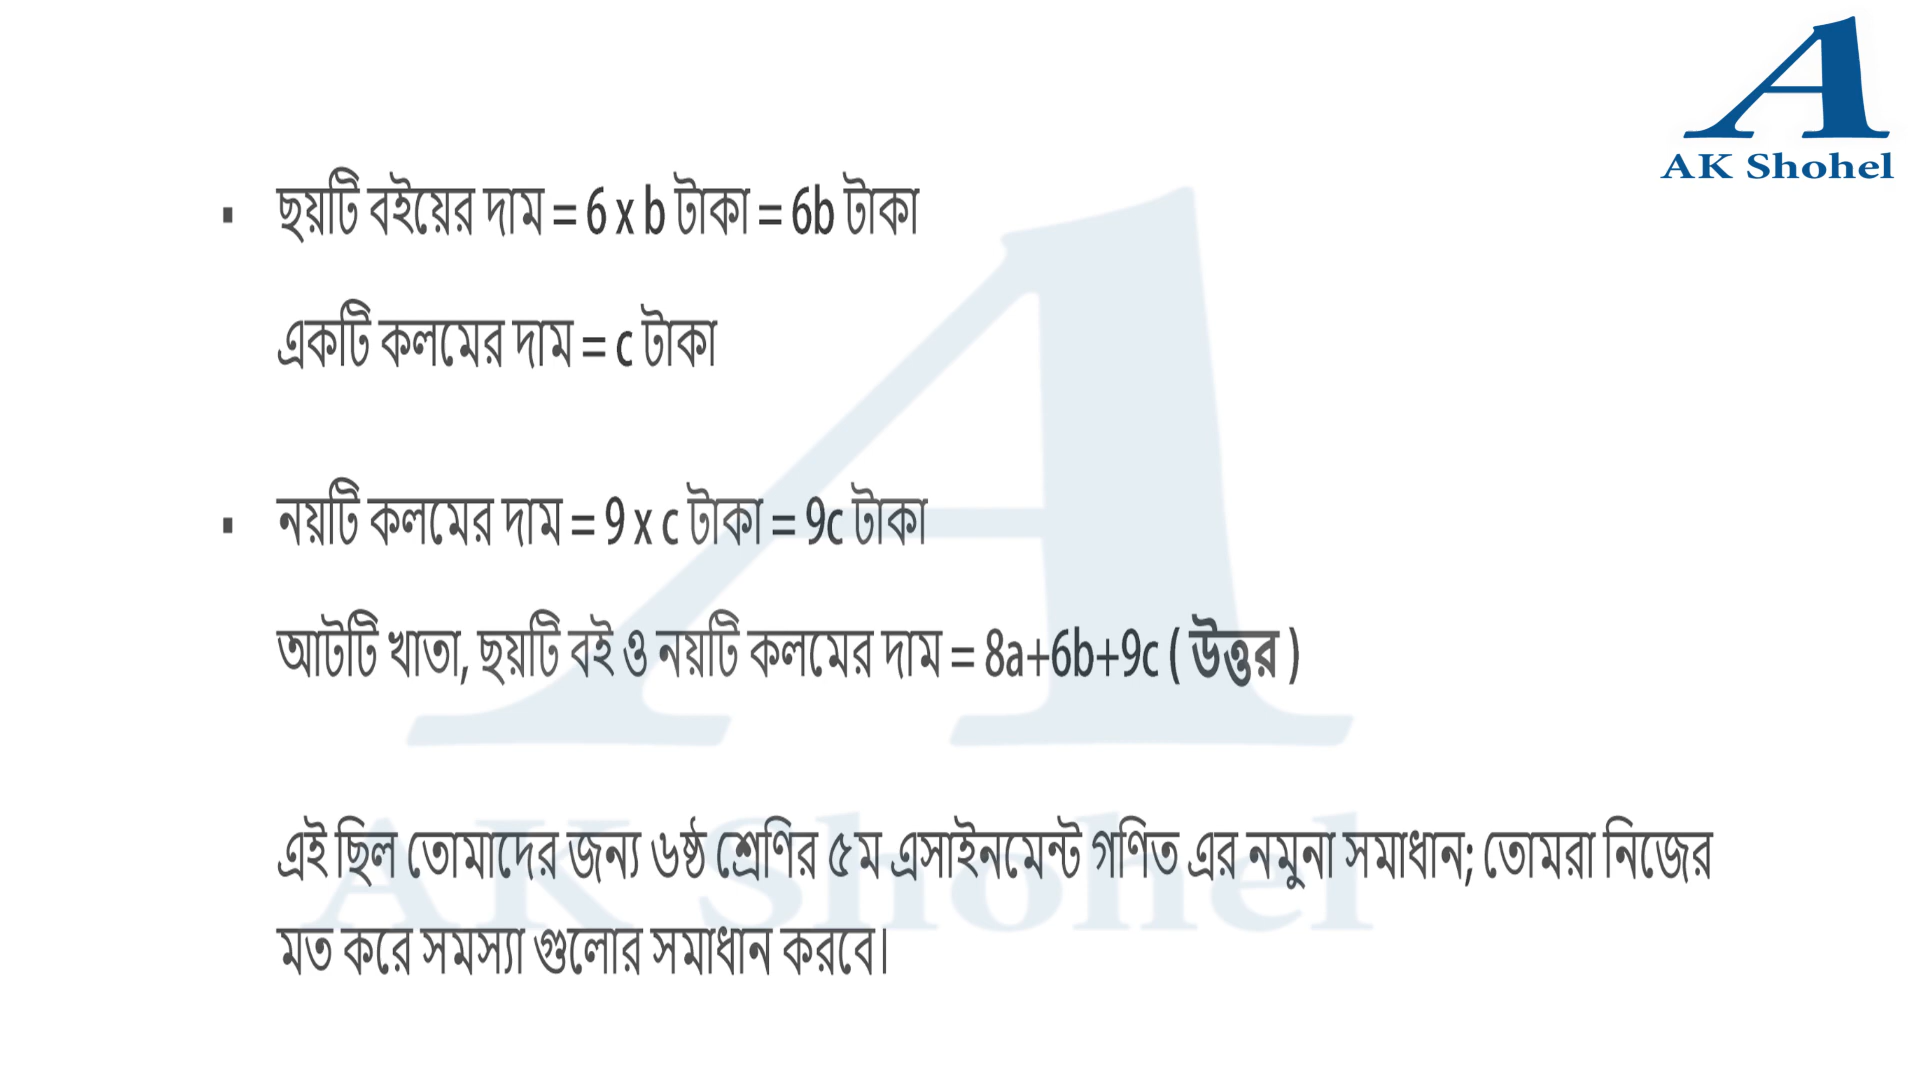 AK Shohel
▪ ছয়টি বইয়ের দাম = 6 x b টাকা = 6b টাকা
একটি কলমের দাম = c টাকা
▪ নয়টি কলমের দাম = 9 x c টাকা = 9c টাকা
আটটি খাতা, ছয়টি বই ও নয়টি কলমের দাম = 8a+6b+9c ( উত্তর )
এই ছিল তোমাদের জন্য ৬ষ্ঠ শ্রেণির ৫ম এসাইনমেন্ট গণিত এর নমুনা সমাধান; তোমরা নিজের
মত করে সমস্যা গুলোর সমাধান করবে।
AK Shohel